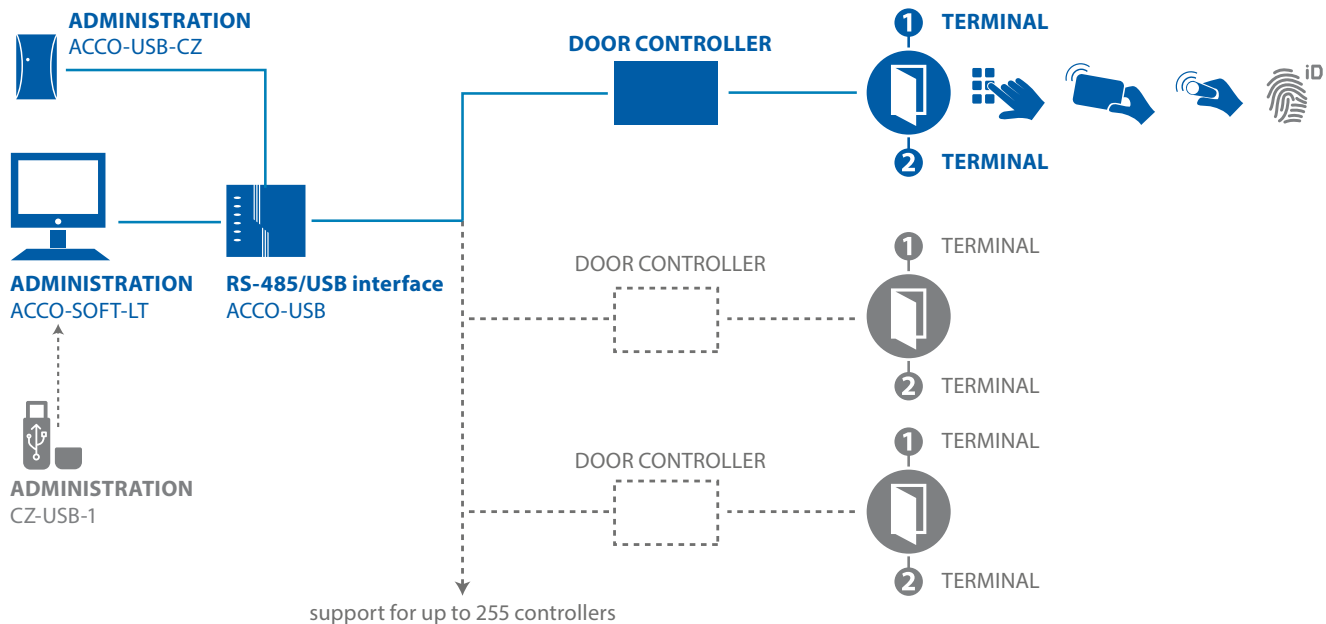 ADMINISTRATION
ACCO-USB-CZ
DOOR CONTROLLER
1 TERMINAL
iD
2 TERMINAL
ADMINISTRATION
ACCO-SOFT-LT
RS-485/USB interface
ACCO-USB
DOOR CONTROLLER
1 TERMINAL
2 TERMINAL
ADMINISTRATION
CZ-USB-1
DOOR CONTROLLER
1 TERMINAL
2 TERMINAL
support for up to 255 controllers